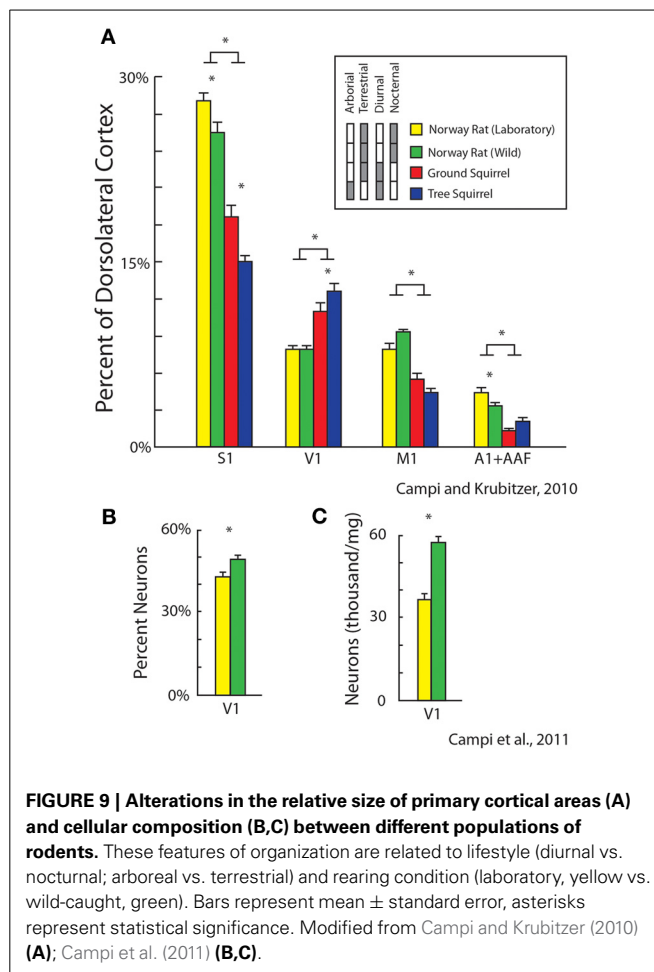 A
*
*
30%
*
Percent of Dorsolateral Cortex
15%
0%
*
*
*
*
*
*
Arborial
Terrestrial
Diurnal
Nocternal
Norway Rat (Laboratory)
Norway Rat (Wild)
Ground Squirrel
Tree Squirrel
S1
V1
M1
A1+AAF
Campi and Krubitzer, 2010
B
60%
*
Percent Neurons
30%
0%
V1
C
*
Neurons (thousand/mg)
60
30
0
V1
Campi et al., 2011
FIGURE 9 | Alterations in the relative size of primary cortical areas (A)
and cellular composition (B,C) between different populations of
rodents. These features of organization are related to lifestyle (diurnal vs.
nocturnal; arboreal vs. terrestrial) and rearing condition (laboratory, yellow vs.
wild-caught, green). Bars represent mean ± standard error, asterisks
represent statistical significance. Modified from Campi and Krubitzer (2010)
(A); Campi et al. (2011) (B,C).